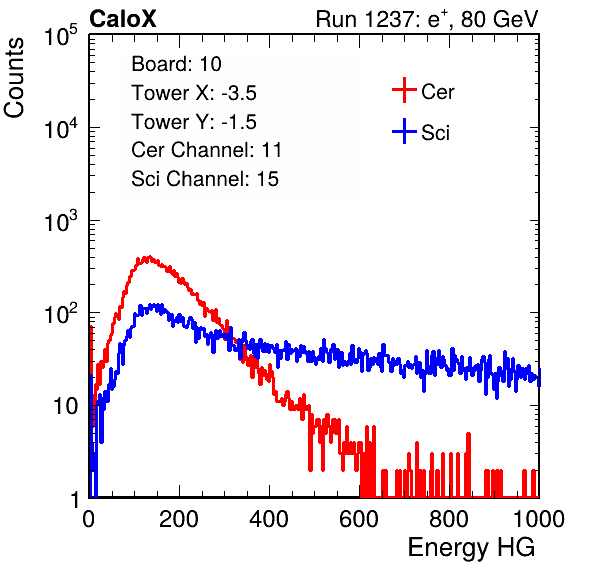 CaloX Run 1237: e⁺, 80 GeV
Counts
Board: 10
Tower X: -3.5
Tower Y: -1.5
Cer Channel: 11
Sci Channel: 15
Cer
Sci
10⁵
10⁴
10³
10²
10
1
0 200 400 600 800 1000
Energy HG